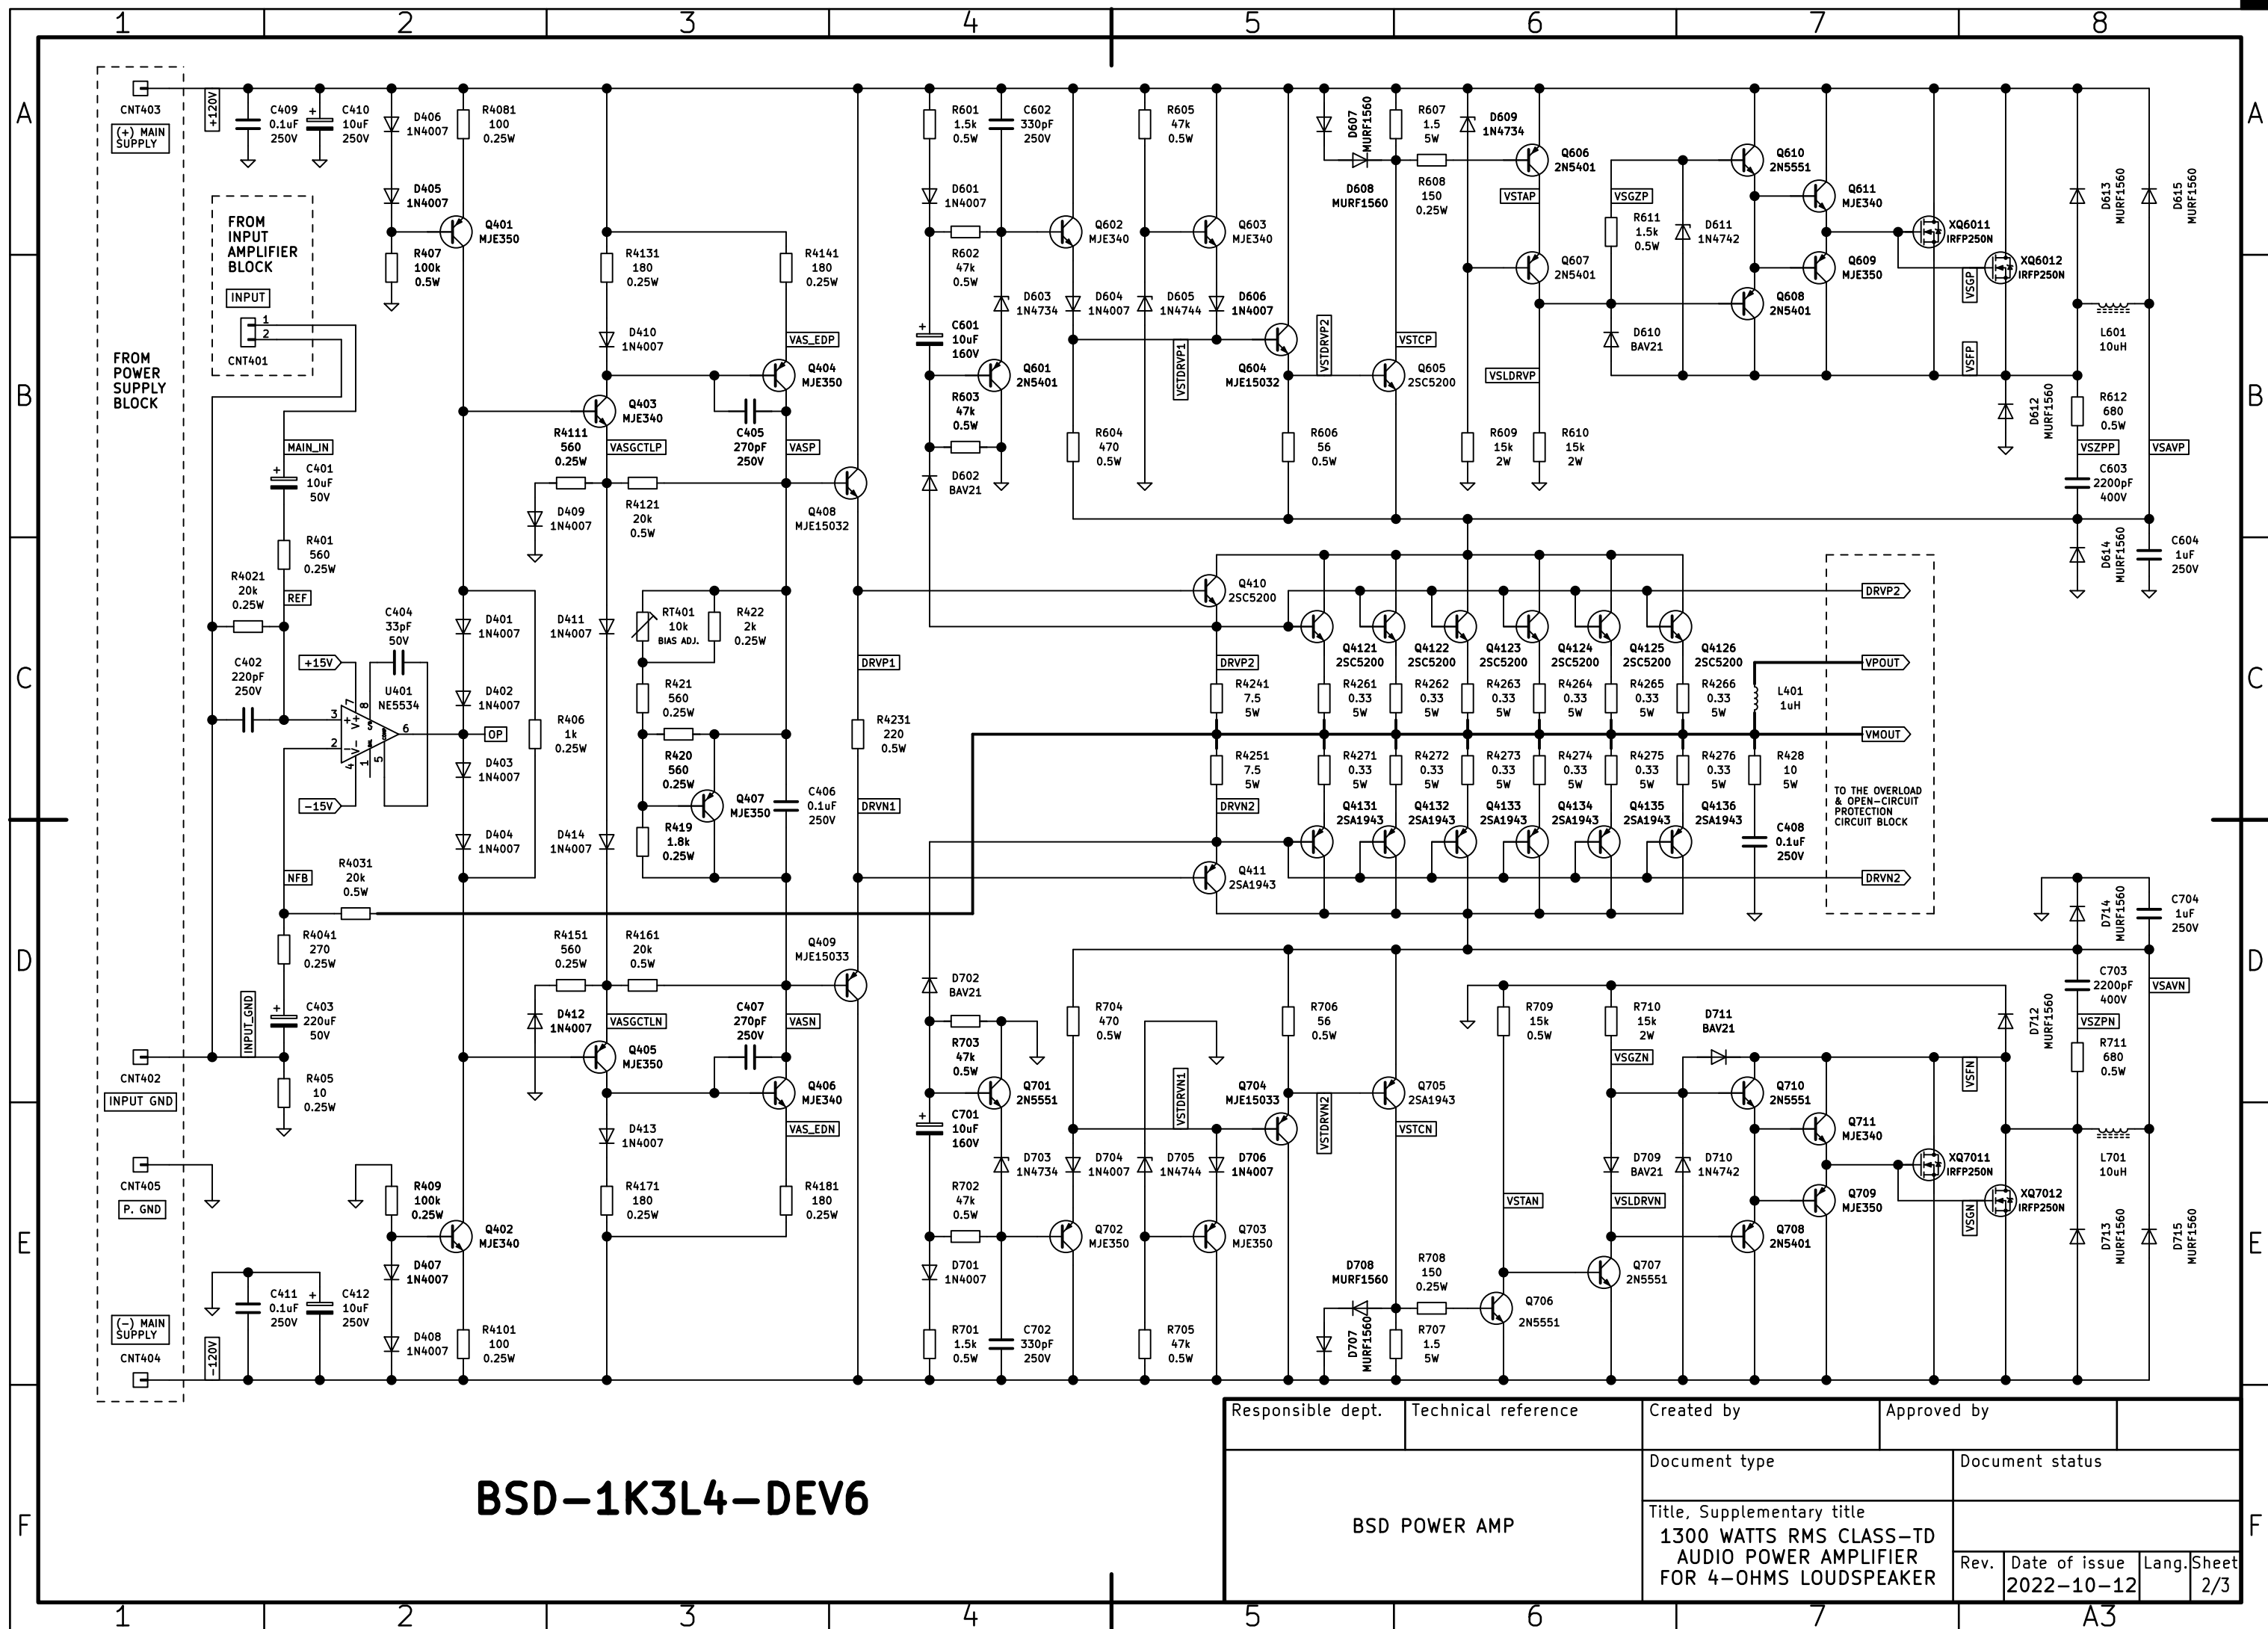 1 2 3 4 5 6 7 8
A
CNT403
(+) MAIN
SUPPLY
+120V
C409
0.1uF
250V
C410
10uF
250V
D406
1N4007
R4081
100
0.25W
D405
1N4007
Q401
MJE350
R407
100k
0.5W
FROM
INPUT
AMPLIFIER
BLOCK
INPUT
1
2
CNT401
R4131
180
0.25W
R4141
180
0.25W
D410
1N4007
VAS_EDP
Q404
MJE350
Q403
MJE340
R4111
560
0.25W
VASGCTLP
C405
270pF
250V
VASP
D409
1N4007
R4121
20k
0.5W
Q408
MJE15032
R601
1.5k
0.5W
C602
330pF
250V
D601
1N4007
R602
47k
0.5W
Q602
MJE340
D603
1N4734
D604
1N4007
C601
10uF
160V
Q601
2N5401
R603
47k
0.5W
D602
BAV21
R605
47k
0.5W
Q603
MJE340
D605
1N4744
D606
1N4007
VSTDRVP1
Q604
MJE15032
VSTDRVP2
R604
470
0.5W
R606
56
0.5W
D607
MURF1560
D608
MURF1560
R607
1.5
5W
R608
150
0.25W
D609
1N4734
Q606
2N5401
VSTAP
Q607
2N5401
VSTCP
Q605
2SC5200
VSLDRVP
R609
15k
2W
R610
15k
2W
VSGZP
R611
1.5k
0.5W
D611
1N4742
D610
BAV21
Q610
2N5551
Q611
MJE340
Q609
MJE350
Q608
2N5401
XQ6011
IRFP250N
XQ6012
IRFP250N
VSGP
VSFP
D613
MURF1560
D615
MURF1560
L601
10uH
D612
MURF1560
R612
680
0.5W
VSZPP
VSAVP
C603
2200pF
400V
D614
MURF1560
C604
1uF
250V
B
FROM
POWER
SUPPLY
BLOCK
MAIN_IN
C401
10uF
50V
R401
560
0.25W
R4021
20k
0.25W
REF
C402
220pF
250V
C404
33pF
50V
+15V
U401
NE5534
3
2
7
8
6
4
1
5
+
-
V+
V-
-15V
OP
D401
1N4007
D402
1N4007
D403
1N4007
D404
1N4007
R406
1k
0.25W
D411
1N4007
D414
1N4007
RT401
10k
BIAS ADJ.
R422
2k
0.25W
R421
560
0.25W
R420
560
0.25W
Q407
MJE350
R419
1.8k
0.25W
C406
0.1uF
250V
DRVP1
R4231
220
0.5W
DRVN1
Q410
2SC5200
DRVP2
R4241
7.5
5W
R4251
7.5
5W
DRVN2
Q411
2SA1943
Q4121
2SC5200
Q4122
2SC5200
Q4123
2SC5200
Q4124
2SC5200
Q4125
2SC5200
Q4126
2SC5200
R4261
0.33
5W
R4262
0.33
5W
R4263
0.33
5W
R4264
0.33
5W
R4265
0.33
5W
R4266
0.33
5W
R4271
0.33
5W
R4272
0.33
5W
R4273
0.33
5W
R4274
0.33
5W
R4275
0.33
5W
R4276
0.33
5W
Q4131
2SA1943
Q4132
2SA1943
Q4133
2SA1943
Q4134
2SA1943
Q4135
2SA1943
Q4136
2SA1943
L401
1uH
R428
10
5W
C408
0.1uF
250V
DRVP2
VPOUT
VMOUT
TO THE OVERLOAD
& OPEN-CIRCUIT
PROTECTION
CIRCUIT BLOCK
DRVN2
C
NFB
R4031
20k
0.5W
R4041
270
0.25W
INPUT_GND
C403
220uF
50V
CNT402
INPUT GND
R405
10
0.25W
CNT405
P. GND
(-) MAIN
SUPPLY
CNT404
-120V
C411
0.1uF
250V
C412
10uF
250V
R409
100k
0.25W
Q402
MJE340
D407
1N4007
D408
1N4007
R4101
100
0.25W
R4151
560
0.25W
R4161
20k
0.5W
Q409
MJE15033
D412
1N4007
VASGCTLN
C407
270pF
250V
VASN
Q405
MJE350
Q406
MJE340
D413
1N4007
VAS_EDN
R4171
180
0.25W
R4181
180
0.25W
D702
BAV21
R703
47k
0.5W
Q701
2N5551
C701
10uF
160V
D703
1N4734
D704
1N4007
R702
47k
0.5W
Q702
MJE350
D701
1N4007
R701
1.5k
0.5W
C702
330pF
250V
R704
470
0.5W
VSTDRVN1
D705
1N4744
D706
1N4007
Q703
MJE350
R705
47k
0.5W
R706
56
0.5W
Q704
MJE15033
VSTDRVN2
Q705
2SA1943
VSTCN
D708
MURF1560
D707
MURF1560
R708
150
0.25W
R707
1.5
5W
Q706
2N5551
R709
15k
0.5W
VSTAN
R710
15k
2W
VSGZN
D709
BAV21
VSLDRVN
Q707
2N5551
D711
BAV21
D710
1N4742
Q710
2N5551
Q711
MJE340
Q709
MJE350
Q708
2N5401
XQ7011
IRFP250N
XQ7012
IRFP250N
VSFN
VSGN
D712
MURF1560
D714
MURF1560
C704
1uF
250V
C703
2200pF
400V
VSZPN
VSAVN
R711
680
0.5W
L701
10uH
D713
MURF1560
D715
MURF1560
D
E
F
BSD-1K3L4-DEV6
Responsible dept.
Technical reference
Created by
Approved by
Document type
Document status
BSD POWER AMP
Title, Supplementary title
1300 WATTS RMS CLASS-TD
AUDIO POWER AMPLIFIER
FOR 4-OHMS LOUDSPEAKER
Rev.
Date of issue
2022-10-12
Lang.
Sheet
2/3
A
B
C
D
E
F
1 2 3 4 5 6 7 A3